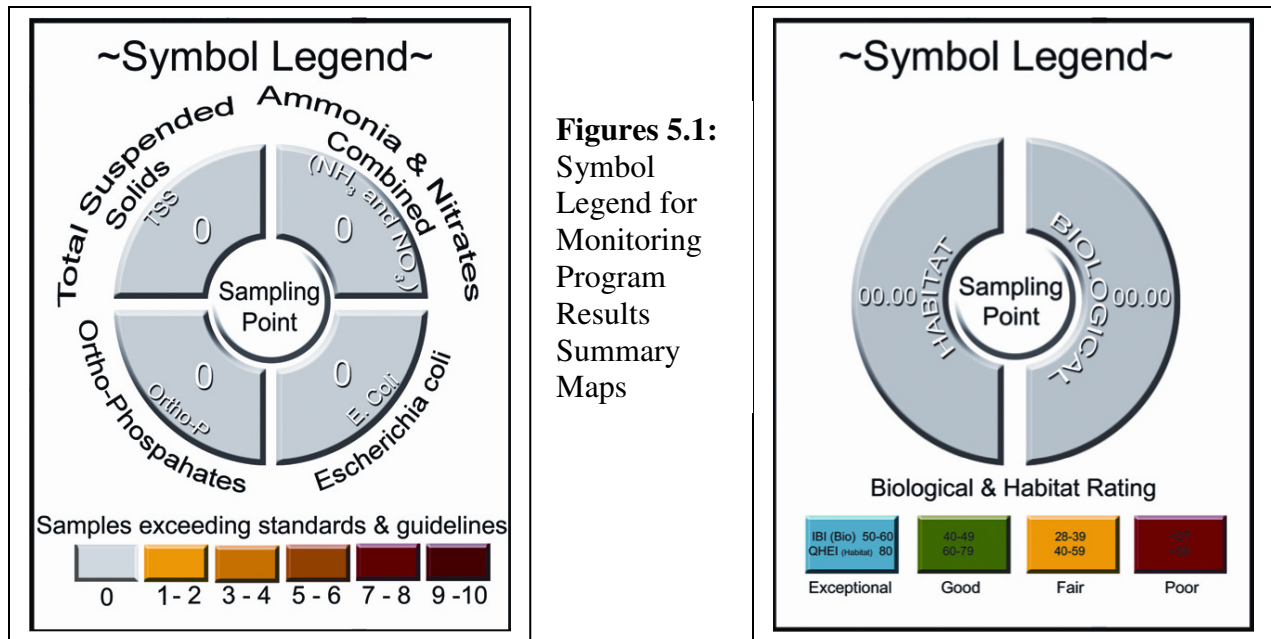 ~Symbol Legend~
Total Suspended
Solids
Ammonia & Nitrates
Combined
TSS
(NH₃ and NO₃)
0
0
Sampling
Point
0
0
Ortho-P
E. Coli
Ortho-Phospahates
Escherichia coli
Samples exceeding standards & guidelines
0
1 - 2
3 - 4
5 - 6
7 - 8
9 -10
Figures 5.1:
Symbol
Legend for
Monitoring
Program
Results
Summary
Maps
~Symbol Legend~
00.00
HABITAT
Sampling
Point
BIOLOGICAL
00.00
Biological & Habitat Rating
IBI (Bio) 50-60
QHEI (Habitat) 80
40-49
60-79
28-39
40-59
Exceptional
Good
Fair
Poor